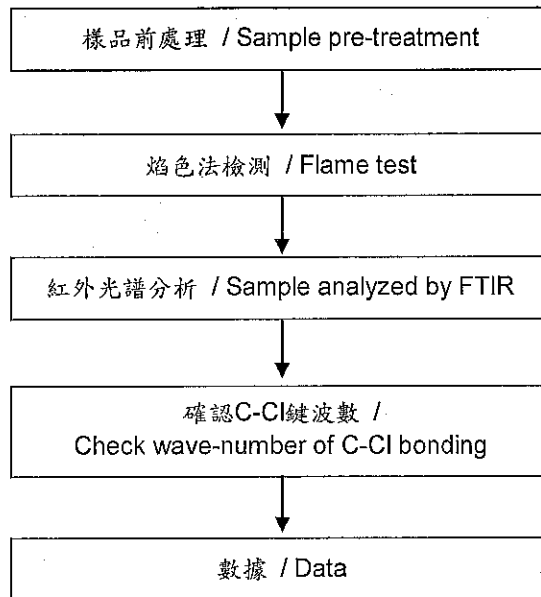 樣品前處理 / Sample pre-treatment
焰色法檢測 / Flame test
紅外光譜分析 / Sample analyzed by FTIR
確認C-Cl鍵波數 /
Check wave-number of C-Cl bonding
數據 / Data